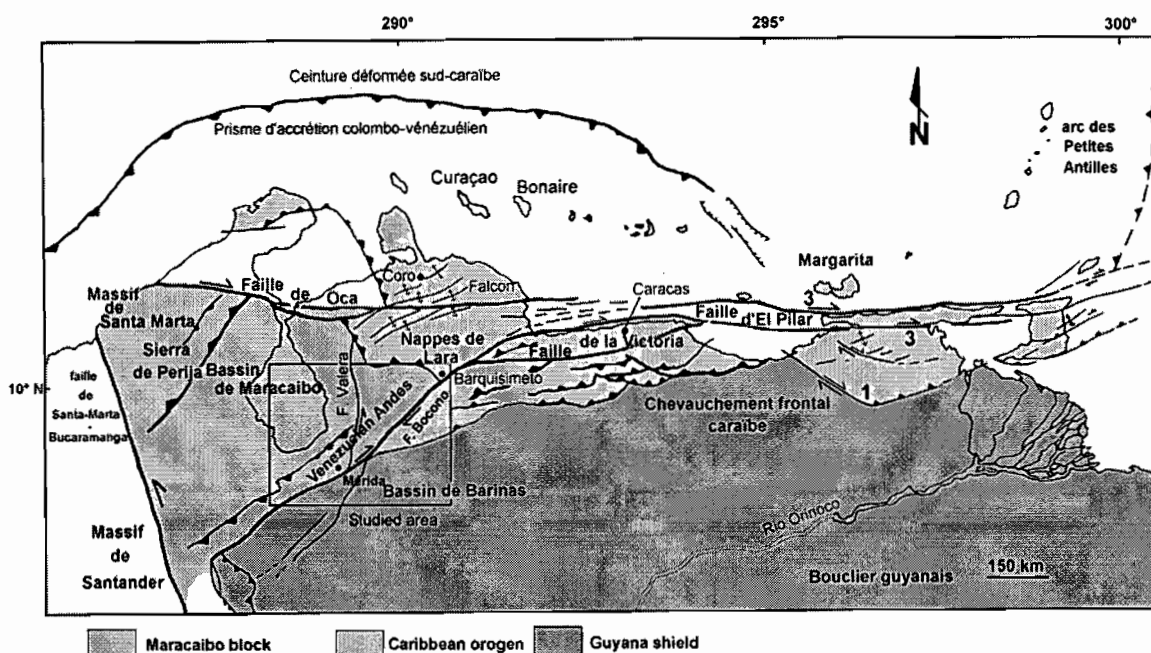 290°
295°
300°
Ceinture déformée sud-caraïbe
Prisme d'accrétion colombo-vénézuélien
N
arc des
Petites
Antilles
Curaçao
Bonaire
Margarita
Coro
Falcon
Caracas
Massif
de
Santa Marta
Faille
de
Oca
3
Faille
d'El Pilar
3
Sierra
de Perija
Nappes
de
Lara
Faille
de la Victoria
10° N
faille
de
Santa-Marta
-
Bucaramanga
Bassin
de Maracaibo
F. Valera
Barquisimeto
1
Chevauchement frontal
caraïbe
Venezuelan Andes
F. Bocono
Mérida
Bassin de Barinas
Studied area
Rio Orinoco
Massif
de
Santander
Bouclier guyanais
150 km
Maracaibo block
Caribbean orogen
Guyana shield